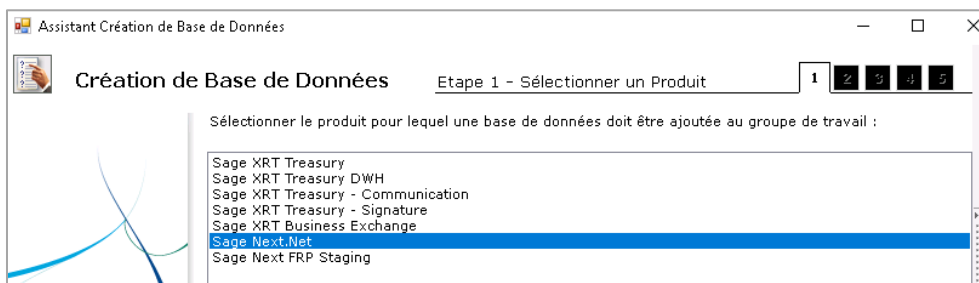 Assistant Création de Base de Données
Création de Base de Données
Etape 1 - Sélectionner un Produit
1 2 3 4 5
Sélectionner le produit pour lequel une base de données doit être ajoutée au groupe de travail :
Sage XRT Treasury
Sage XRT Treasury DWH
Sage XRT Treasury - Communication
Sage XRT Treasury - Signature
Sage XRT Business Exchange
Sage Next.Net
Sage Next FRP Staging